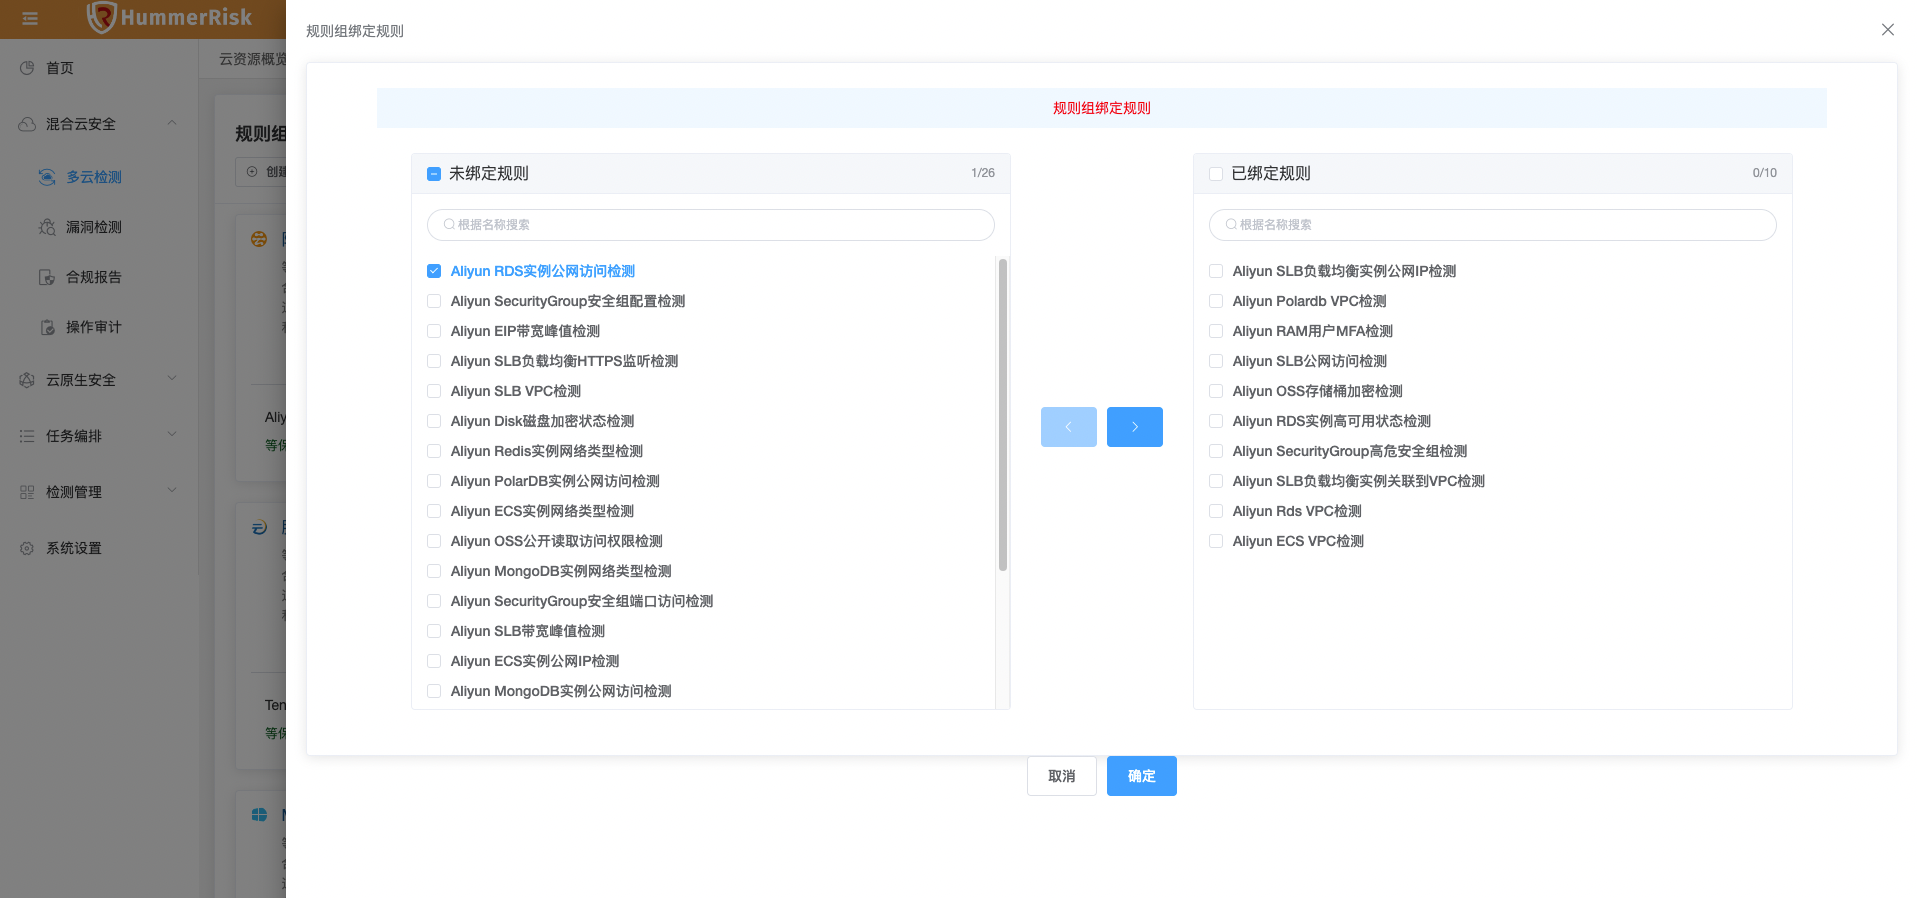 HummerRisk
规则组绑定规则
首页
云资源概览
规则组绑定规则
混合云安全
规则组
未绑定规则
1/26
已绑定规则
0/10
创建
多云检测
根据名称搜索
根据名称搜索
漏洞检测
Aliyun RDS实例公网访问检测
Aliyun SLB负载均衡实例公网IP检测
合规报告
Aliyun SecurityGroup安全组配置检测
Aliyun Polardb VPC检测
操作审计
Aliyun EIP带宽峰值检测
Aliyun RAM用户MFA检测
Aliyun SLB负载均衡HTTPS监听检测
Aliyun SLB公网访问检测
云原生安全
Aliyun SLB VPC检测
Aliyun OSS存储桶加密检测
Aliy
Aliyun Disk磁盘加密状态检测
Aliyun RDS实例高可用状态检测
任务编排
等保
Aliyun Redis实例网络类型检测
Aliyun SecurityGroup高危安全组检测
Aliyun PolarDB实例公网访问检测
Aliyun SLB负载均衡实例关联到VPC检测
检测管理
Aliyun ECS实例网络类型检测
Aliyun Rds VPC检测
Aliyun OSS公开读取访问权限检测
Aliyun ECS VPC检测
系统设置
Aliyun MongoDB实例网络类型检测
Aliyun SecurityGroup安全组端口访问检测
Aliyun SLB带宽峰值检测
Aliyun ECS实例公网IP检测
Aliyun MongoDB实例公网访问检测
Ten
等保
取消
确定